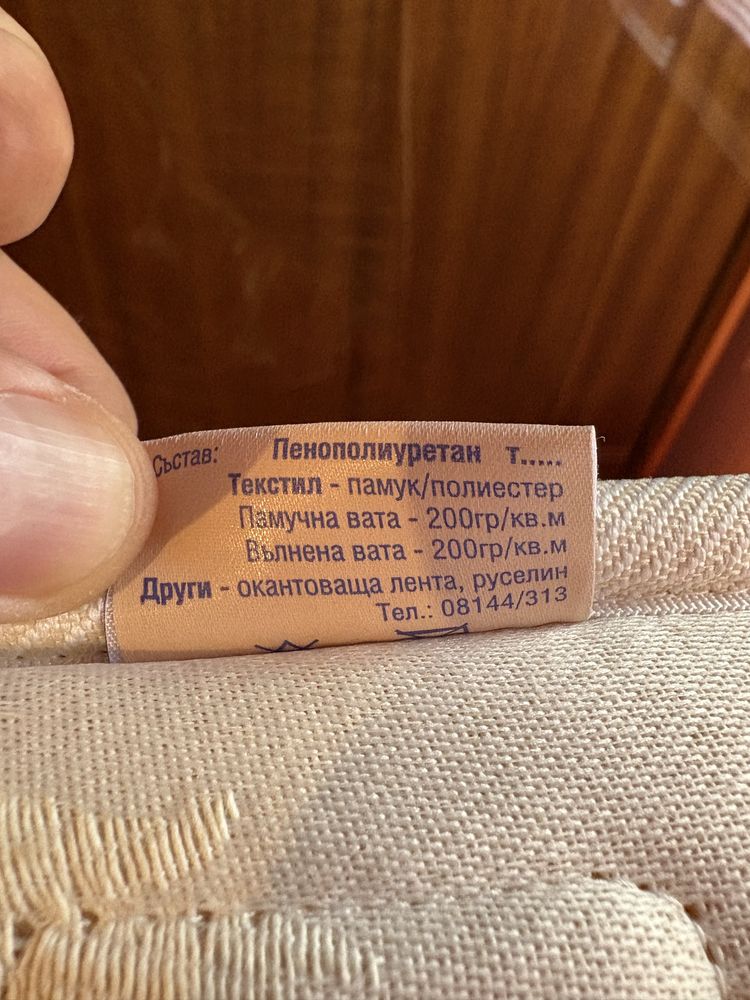 Състав: Пенополиуретан Т.....
Текстил - памук/полиестер
Памучна вата - 200гр/кв.м
Вълнена вата - 200гр/кв.м
Други - окантоваща лента, руселин
Тел.: 08144/313